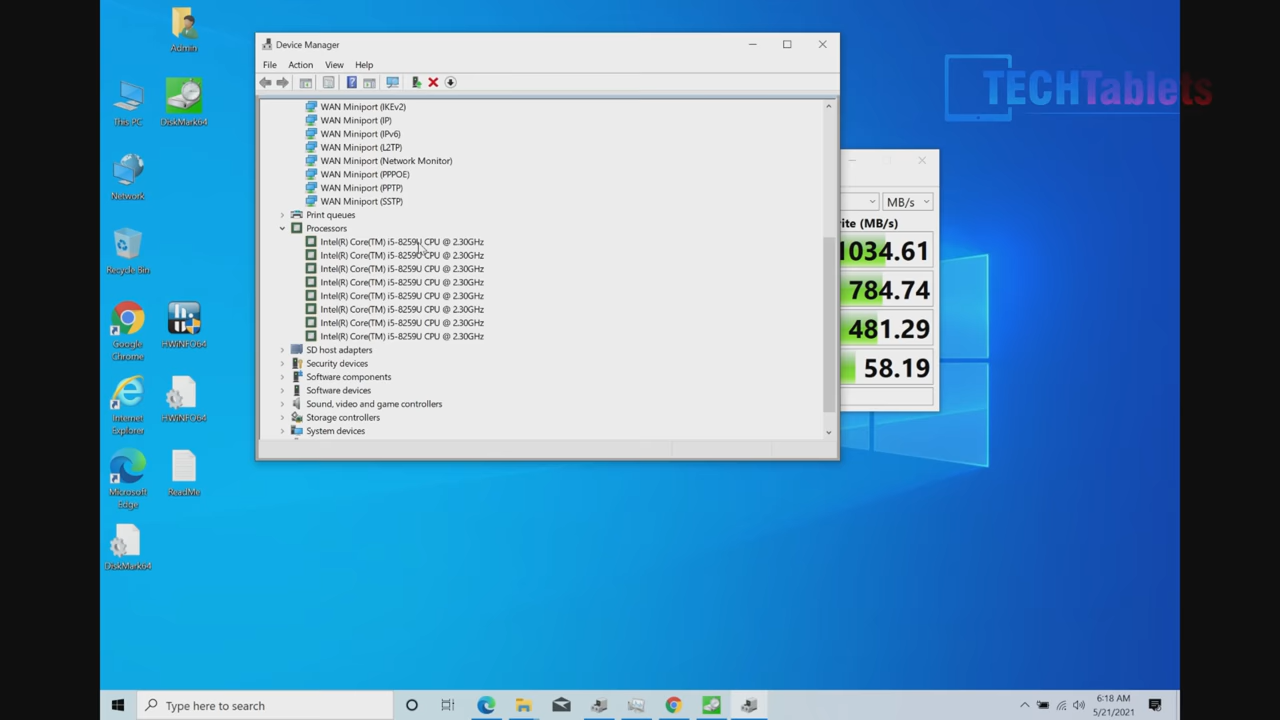 Admin
This PC
DiskMark64
Network
Recycle Bin
Google
Chrome
HWiNFO64
Internet
Explorer
HWiNFO64
Microsoft
Edge
ReadMe
DiskMark64
Device Manager
File Action View Help
WAN Miniport (IKEv2)
WAN Miniport (IP)
WAN Miniport (IPv6)
WAN Miniport (L2TP)
WAN Miniport (Network Monitor)
WAN Miniport (PPPOE)
WAN Miniport (PPTP)
WAN Miniport (SSTP)
Print queues
Processors
Intel(R) Core(TM) i5-8259U CPU @ 2.30GHz
Intel(R) Core(TM) i5-8259U CPU @ 2.30GHz
Intel(R) Core(TM) i5-8259U CPU @ 2.30GHz
Intel(R) Core(TM) i5-8259U CPU @ 2.30GHz
Intel(R) Core(TM) i5-8259U CPU @ 2.30GHz
Intel(R) Core(TM) i5-8259U CPU @ 2.30GHz
Intel(R) Core(TM) i5-8259U CPU @ 2.30GHz
Intel(R) Core(TM) i5-8259U CPU @ 2.30GHz
SD host adapters
Security devices
Software components
Software devices
Sound, video and game controllers
Storage controllers
System devices
TECHTablets
MB/s
ite (MB/s)
1034.61
784.74
481.29
58.19
Type here to search
6:18 AM
5/21/2021